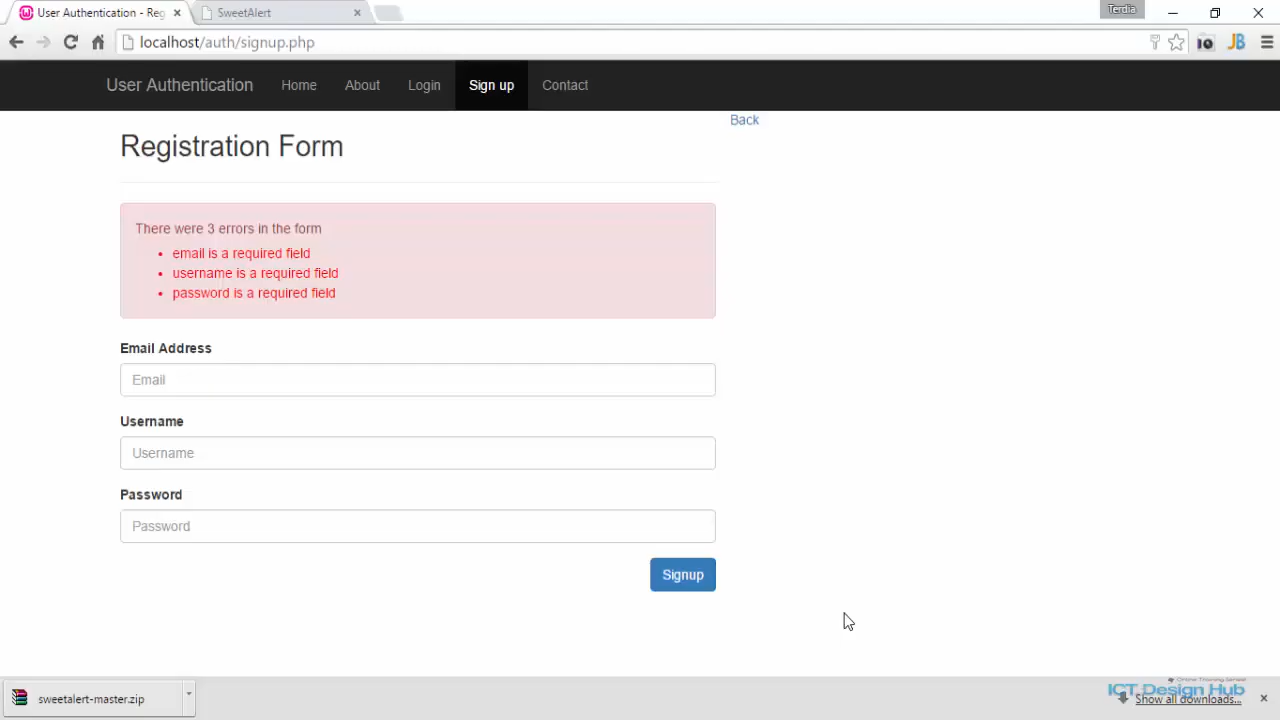 User Authentication - Reg
SweetAlert
Terdia
localhost/auth/signup.php
JB
User Authentication
Home
About
Login
Sign up
Contact
Back
Registration Form
There were 3 errors in the form
email is a required field
username is a required field
password is a required field
Email Address
Email
Username
Username
Password
Password
Signup
sweetalert-master.zip
ICT Design Hub
Show all downloads...